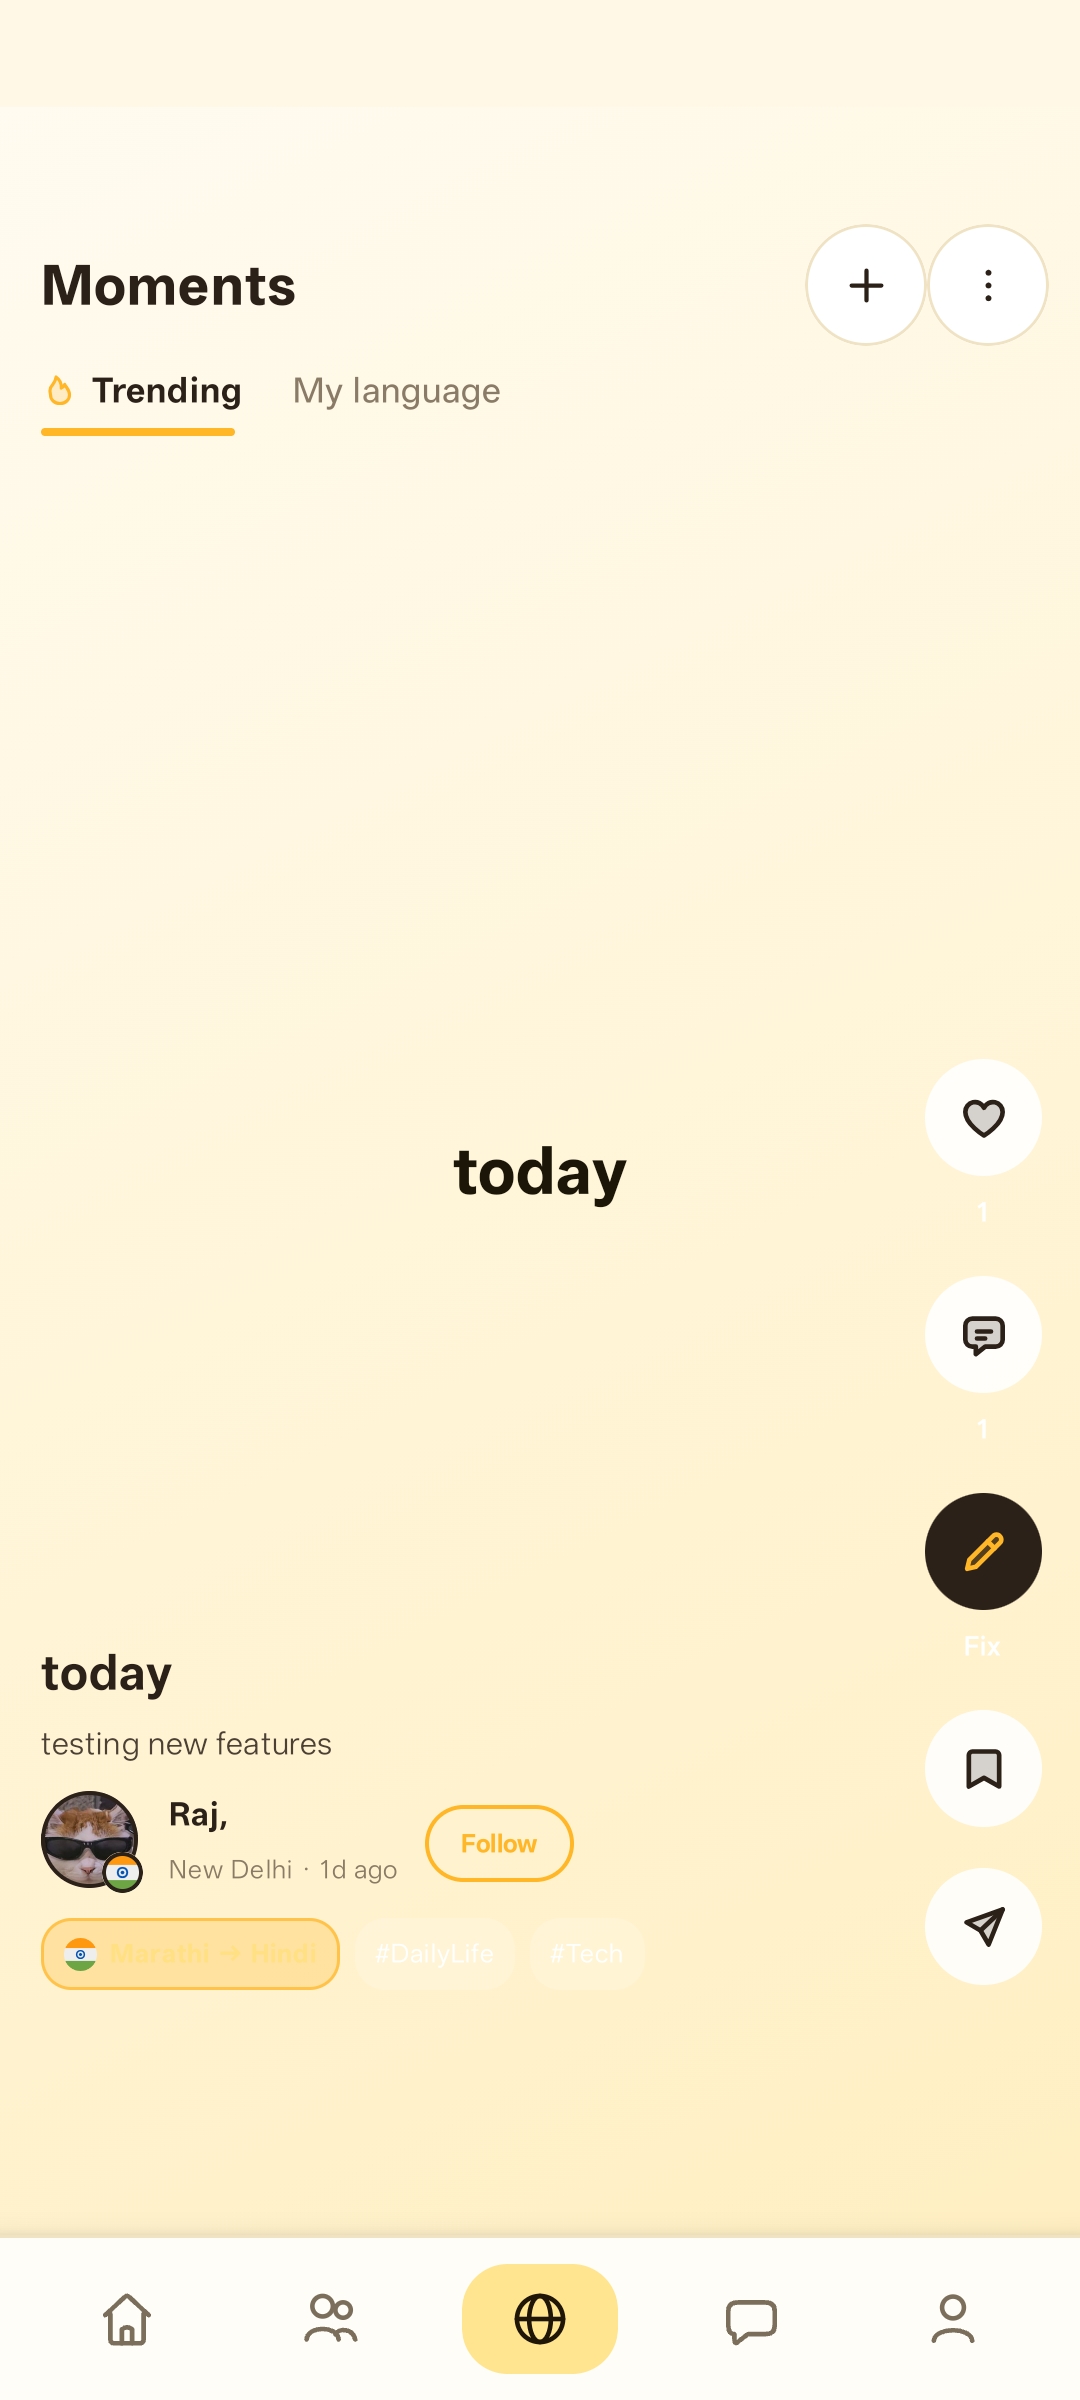 Moments
Trending
My language
today
1
1
Fix
today
testing new features
Raj,
New Delhi · 1d ago
Follow
Marathi → Hindi
#DailyLife
#Tech